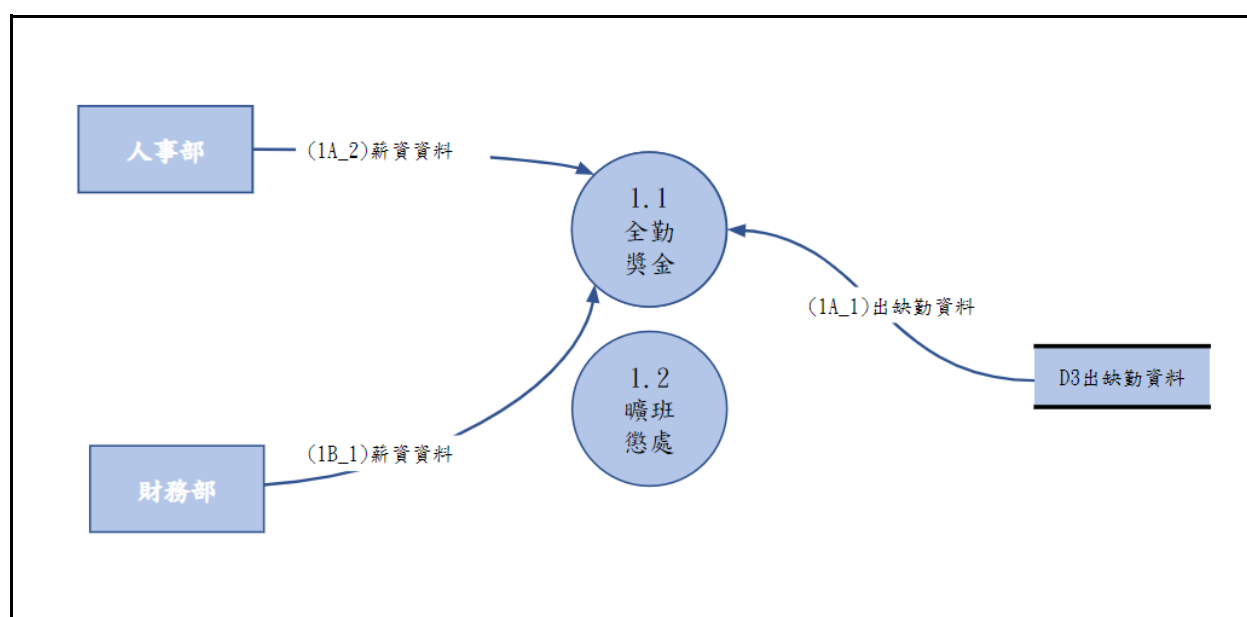 人事部
(1A_2)薪資資料
1.1
全勤
獎金
(1A_1)出缺勤資料
D3出缺勤資料
1.2
曠班
懲處
(1B_1)薪資資料
財務部